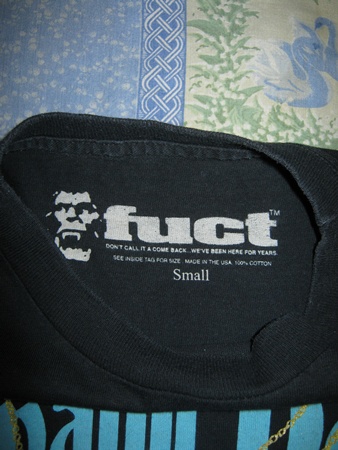 fuct™
DON'T CALL IT A COME BACK...WE'VE BEEN HERE FOR YEARS.
SEE INSIDE TAG FOR SIZE . MADE IN THE USA. 100% COTTON
Small